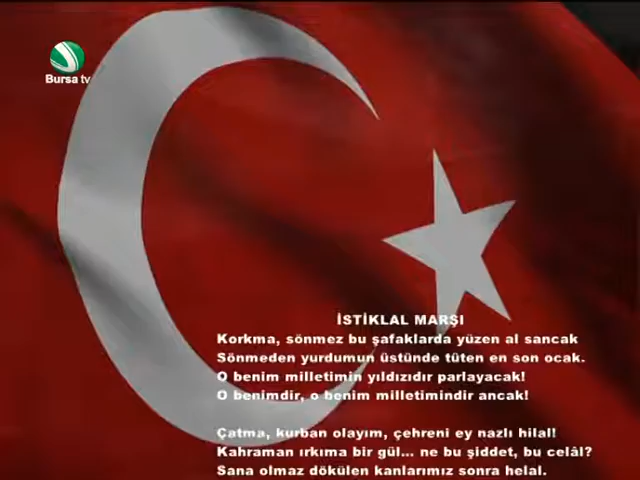 Bursa tv
İSTİKLAL MARŞI
Korkma, sönmez bu şafaklarda yüzen al sancak
Sönmeden yurdumun üstünde tüten en son ocak.
O benim milletimin yıldızıdır parlayacak!
O benimdir, o benim milletimindir ancak!
Çatma, kurban olayım, çehreni ey nazlı hilal!
Kahraman ırkıma bir gül... ne bu şiddet, bu celâl?
Sana olmaz dökülen kanlarımız sonra helal.